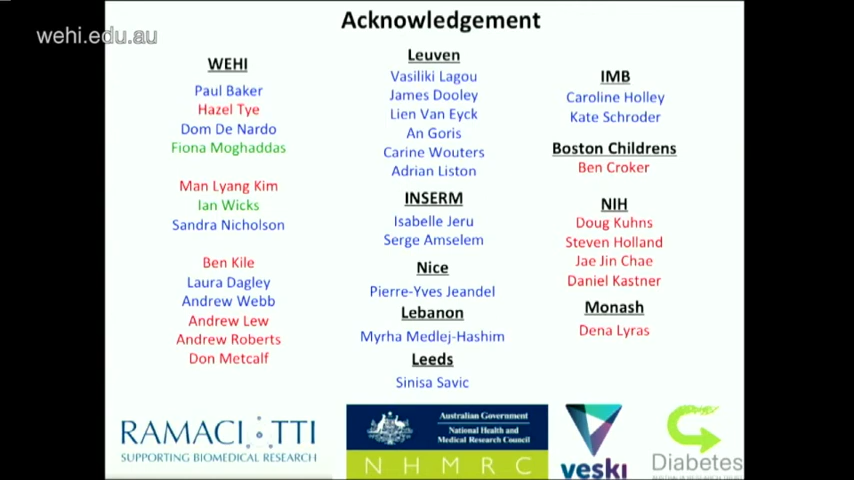 Acknowledgement
wehi.edu.au
WEHI
Paul Baker
Hazel Tye
Dom De Nardo
Fiona Moghaddas
Man Lyang Kim
Ian Wicks
Sandra Nicholson
Ben Kile
Laura Dagley
Andrew Webb
Andrew Lew
Andrew Roberts
Don Metcalf
Leuven
Vasiliki Lagou
James Dooley
Lien Van Eyck
An Goris
Carine Wouters
Adrian Liston
INSERM
Isabelle Jeru
Serge Amselem
Nice
Pierre-Yves Jeandel
Lebanon
Myrha Medlej-Hashim
Leeds
Sinisa Savic
IMB
Caroline Holley
Kate Schroder
Boston Childrens
Ben Croker
NIH
Doug Kuhns
Steven Holland
Jae Jin Chae
Daniel Kastner
Monash
Dena Lyras
RAMACIOTTI
SUPPORTING BIOMEDICAL RESEARCH
Australian Government
National Health and
Medical Research Council
NHMRC
veski
Diabetes